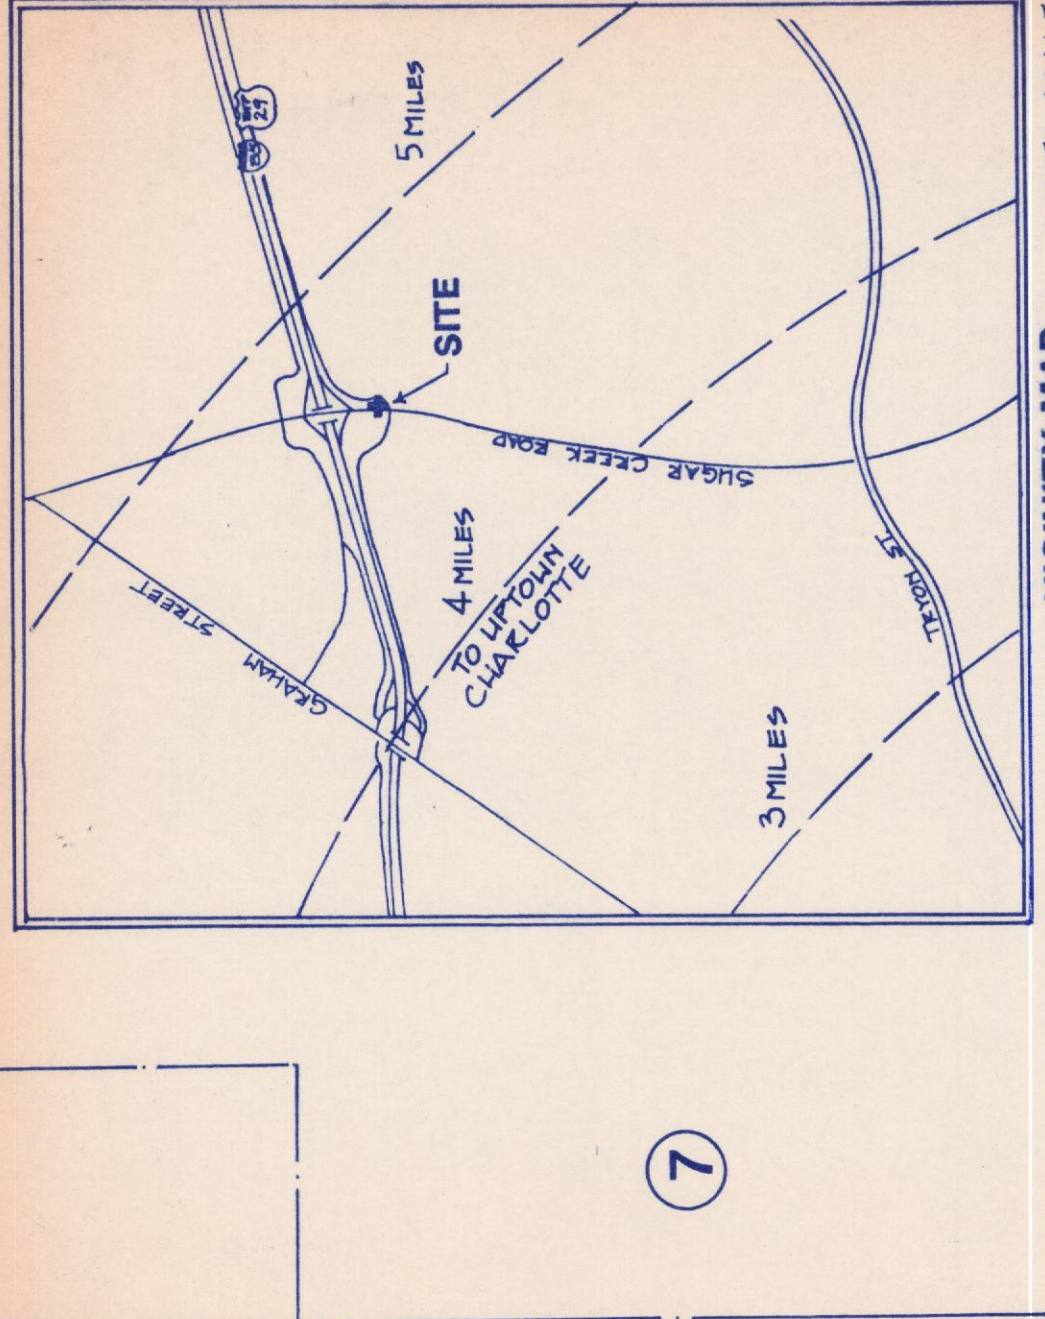 85
29
5 MILES
SITE
SUGAR CREEK ROAD
4 MILES
TO UPTOWN
CHARLOTTE
GRAHAM STREET
TRYON ST.
3 MILES
7